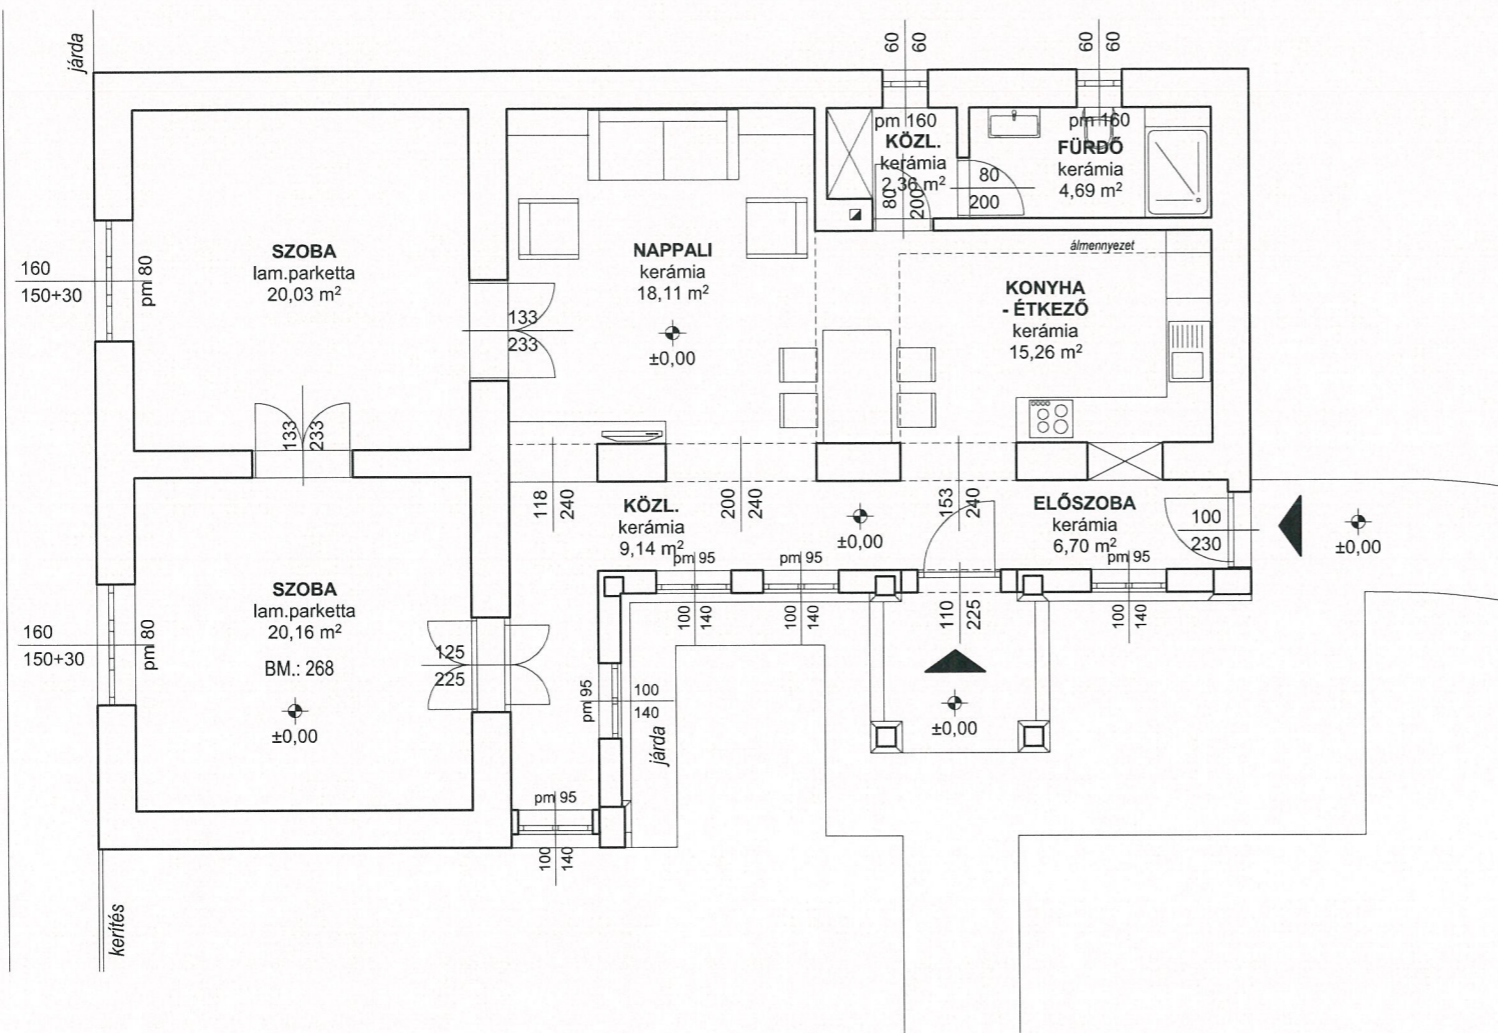 járda
60
60
60
60
pm 160
KÖZL.
kerámia
2,36 m²
80
200
80
200
pm 160
FÜRDŐ
kerámia
4,69 m²
SZOBA
lam.parketta
20,03 m²
160
150+30
pm 80
133
233
NAPPALI
kerámia
18,11 m²
±0,00
álmennyezet
KONYHA
- ÉTKEZŐ
kerámia
15,26 m²
133
233
118
240
KÖZL.
kerámia
9,14 m²
200
240
±0,00
153
240
ELŐSZOBA
kerámia
6,70 m²
100
230
±0,00
pm 95
pm 95
pm 95
100
140
100
140
110
225
100
140
SZOBA
lam.parketta
20,16 m²
BM.: 268
±0,00
160
150+30
pm 80
125
225
pm 95
100
140
járda
±0,00
pm 95
100
140
kerítés